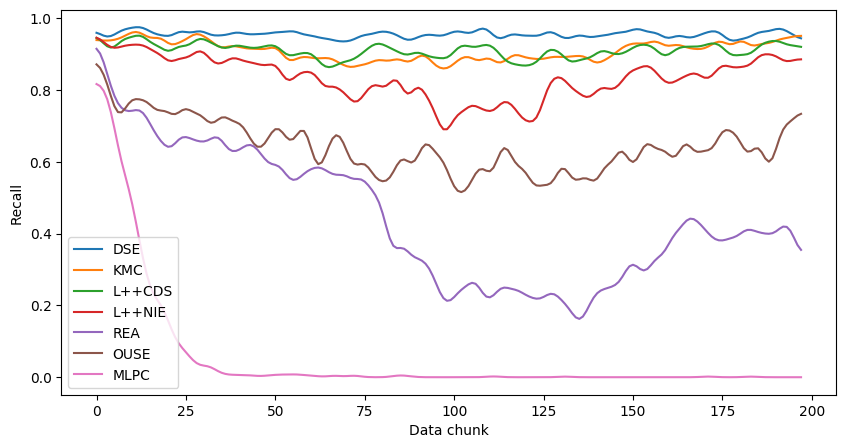 1.0
0.8
0.6
0.4
0.2
0.0
Recall
DSE
KMC
L++CDS
L++NIE
REA
OUSE
MLPC
0 25 50 75 100 125 150 175 200
Data chunk